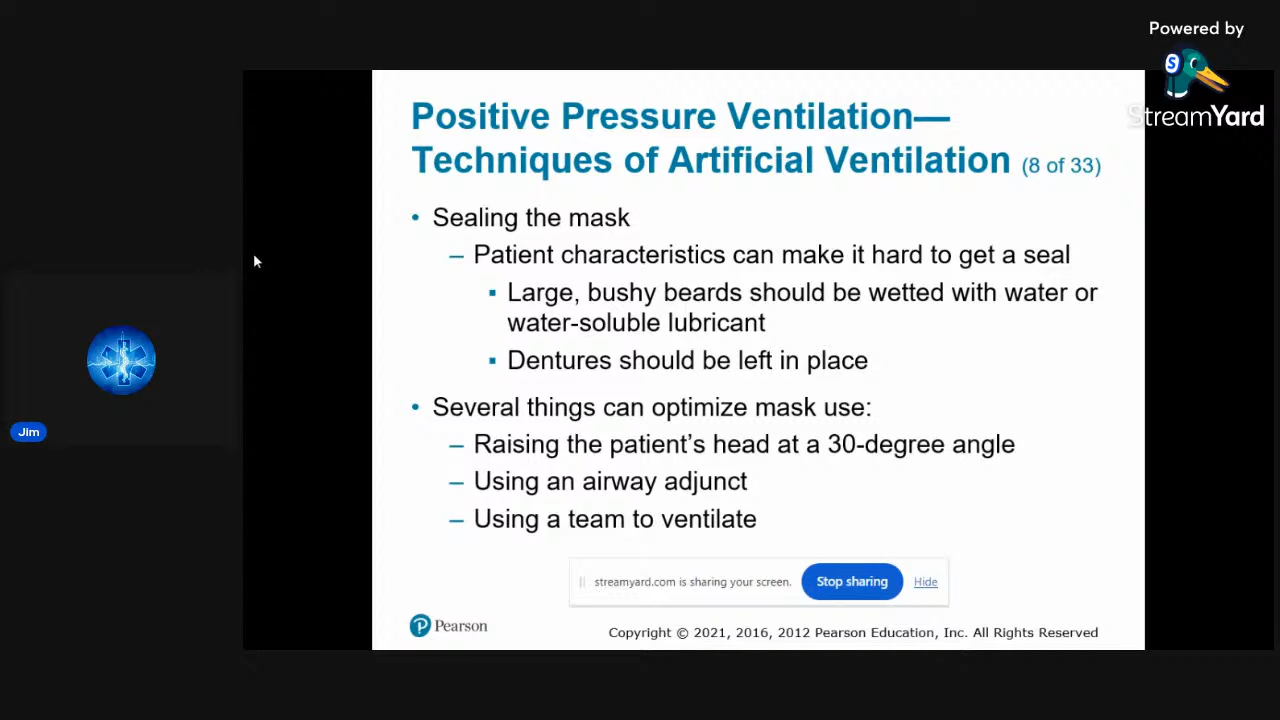 Powered by
StreamYard
Positive Pressure Ventilation—
Techniques of Artificial Ventilation (8 of 33)
• Sealing the mask
– Patient characteristics can make it hard to get a seal
▪ Large, bushy beards should be wetted with water or
water-soluble lubricant
▪ Dentures should be left in place
• Several things can optimize mask use:
– Raising the patient's head at a 30-degree angle
– Using an airway adjunct
– Using a team to ventilate
Jim
streamyard.com is sharing your screen. Stop sharing Hide
Pearson
Copyright © 2021, 2016, 2012 Pearson Education, Inc. All Rights Reserved